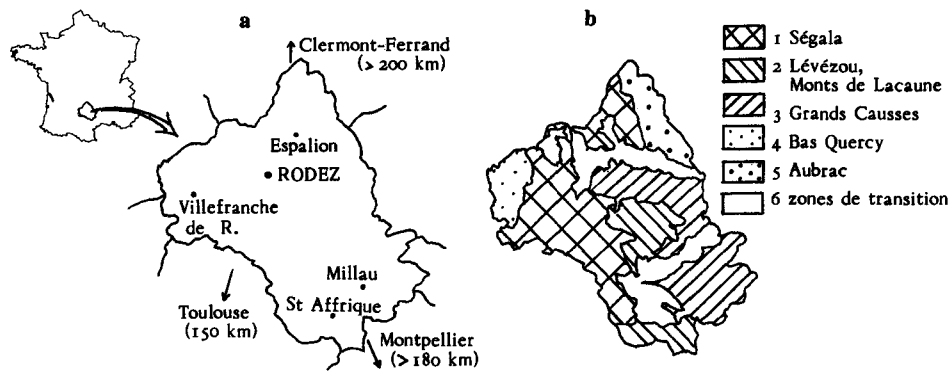 a
Clermont-Ferrand
(> 200 km)
Espalion
RODEZ
Villefranche
de R.
Millau
St Affrique
Toulouse
(150 km)
Montpellier
(> 180 km)
b
1 Ségala
2 Lévézou,
Monts de Lacaune
3 Grands Causses
4 Bas Quercy
5 Aubrac
6 zones de transition